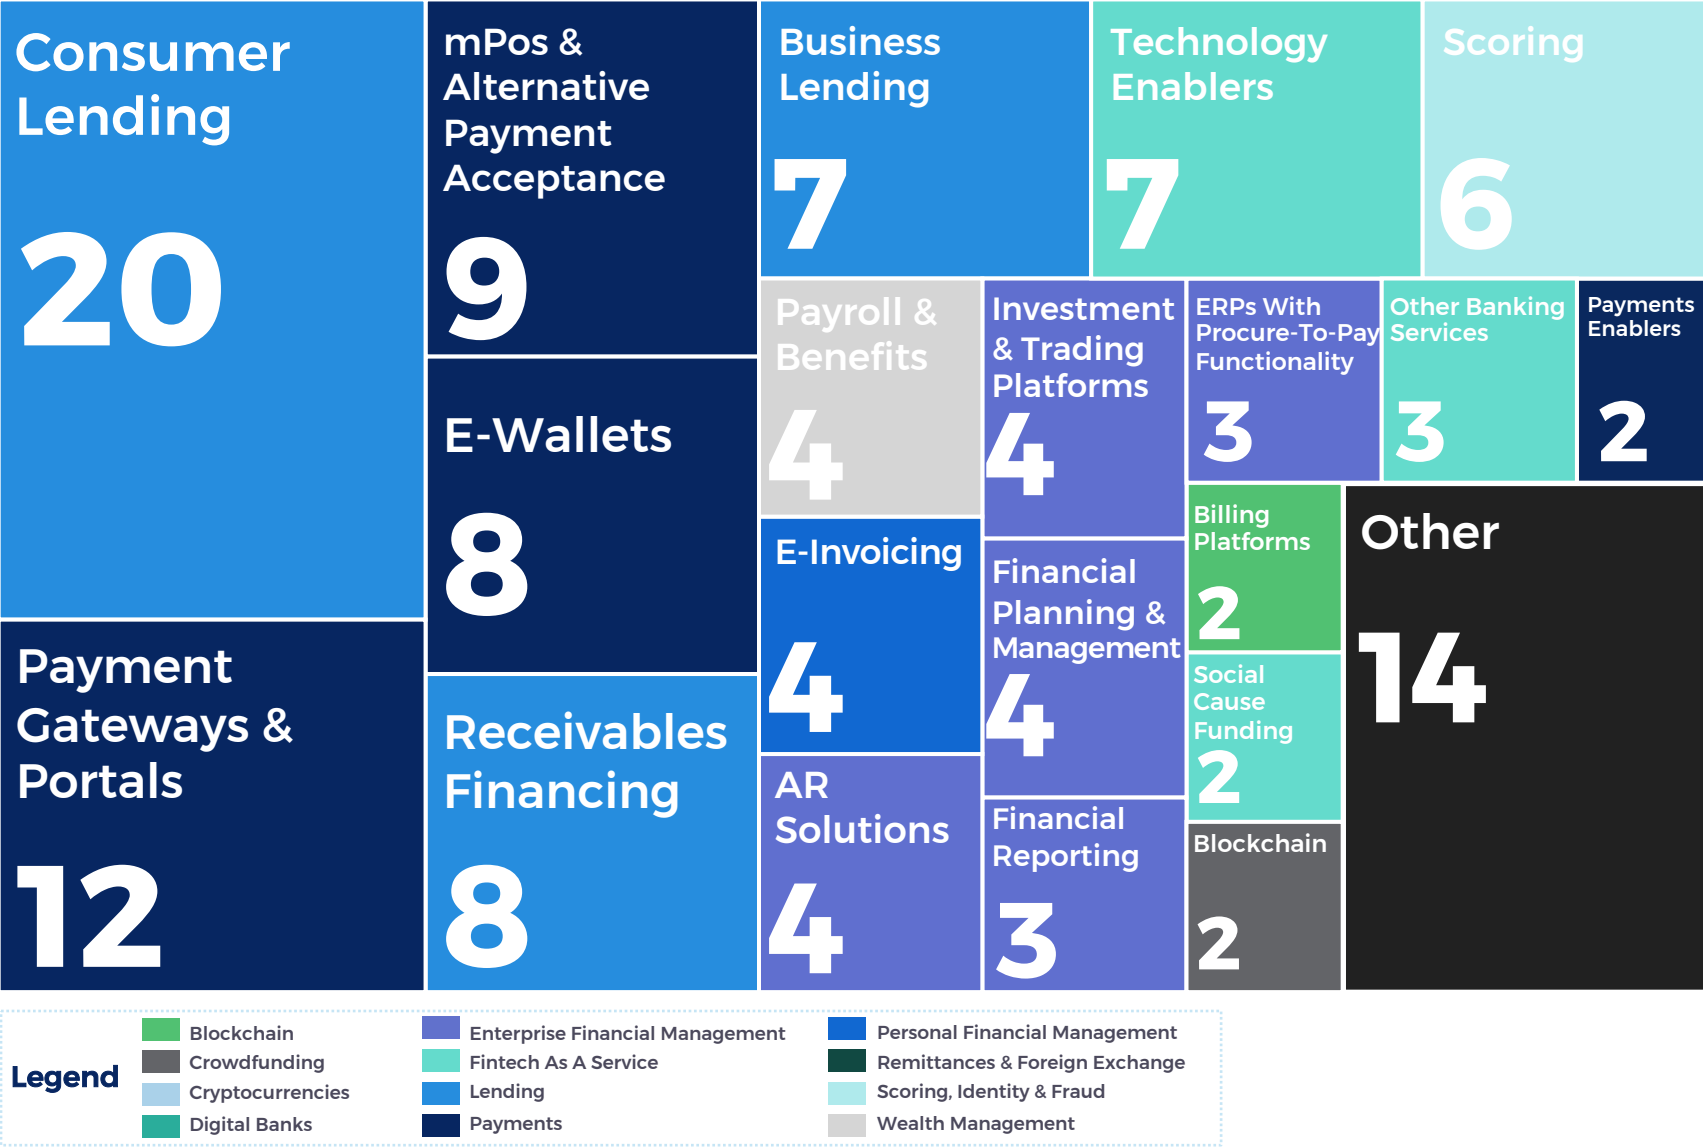 Consumer
Lending
20
Payment
Gateways &
Portals
12
mPos &
Alternative
Payment
Acceptance
9
E-Wallets
8
Receivables
Financing
8
Business
Lending
7
Technology
Enablers
7
Scoring
6
Payroll &
Benefits
4
E-Invoicing
4
AR
Solutions
4
Investment
& Trading
Platforms
4
Financial
Planning &
Management
4
Financial
Reporting
3
ERPs With
Procure-To-Pay
Functionality
3
Other Banking
Services
3
Payments
Enablers
2
Billing
Platforms
2
Social
Cause
Funding
2
Blockchain
2
Other
14
Legend
Blockchain
Crowdfunding
Cryptocurrencies
Digital Banks
Enterprise Financial Management
Fintech As A Service
Lending
Payments
Personal Financial Management
Remittances & Foreign Exchange
Scoring, Identity & Fraud
Wealth Management